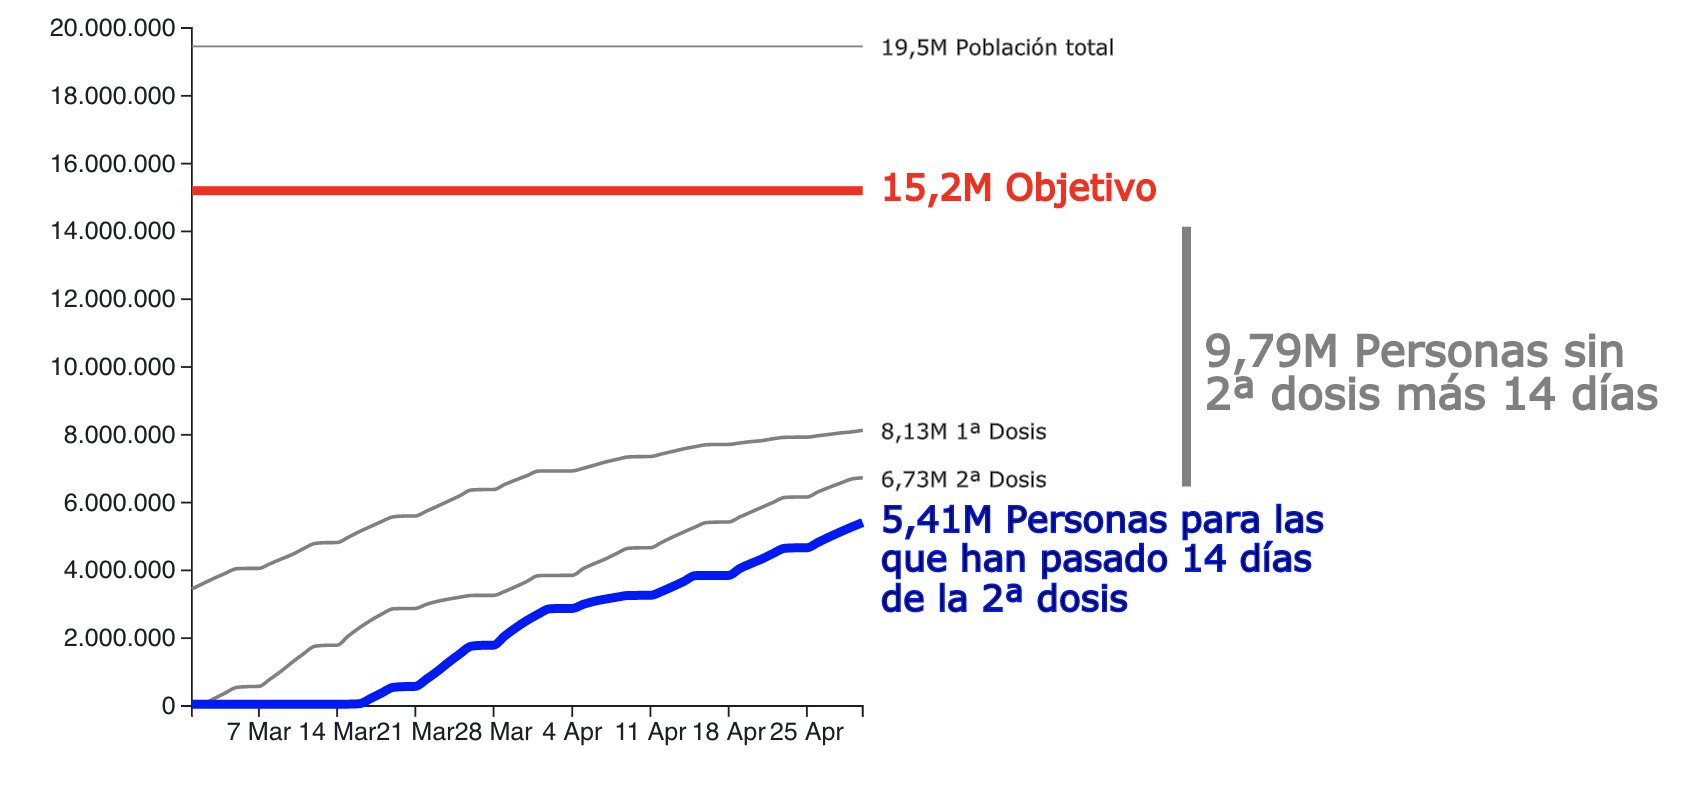 20.000.000
19,5M Población total
18.000.000
16.000.000
15,2M Objetivo
14.000.000
12.000.000
9,79M Personas sin
2ª dosis más 14 días
10.000.000
8.000.000
8,13M 1ª Dosis
6,73M 2ª Dosis
6.000.000
5,41M Personas para las
que han pasado 14 días
de la 2ª dosis
4.000.000
2.000.000
0
7 Mar 14 Mar 21 Mar 28 Mar 4 Apr 11 Apr 18 Apr 25 Apr